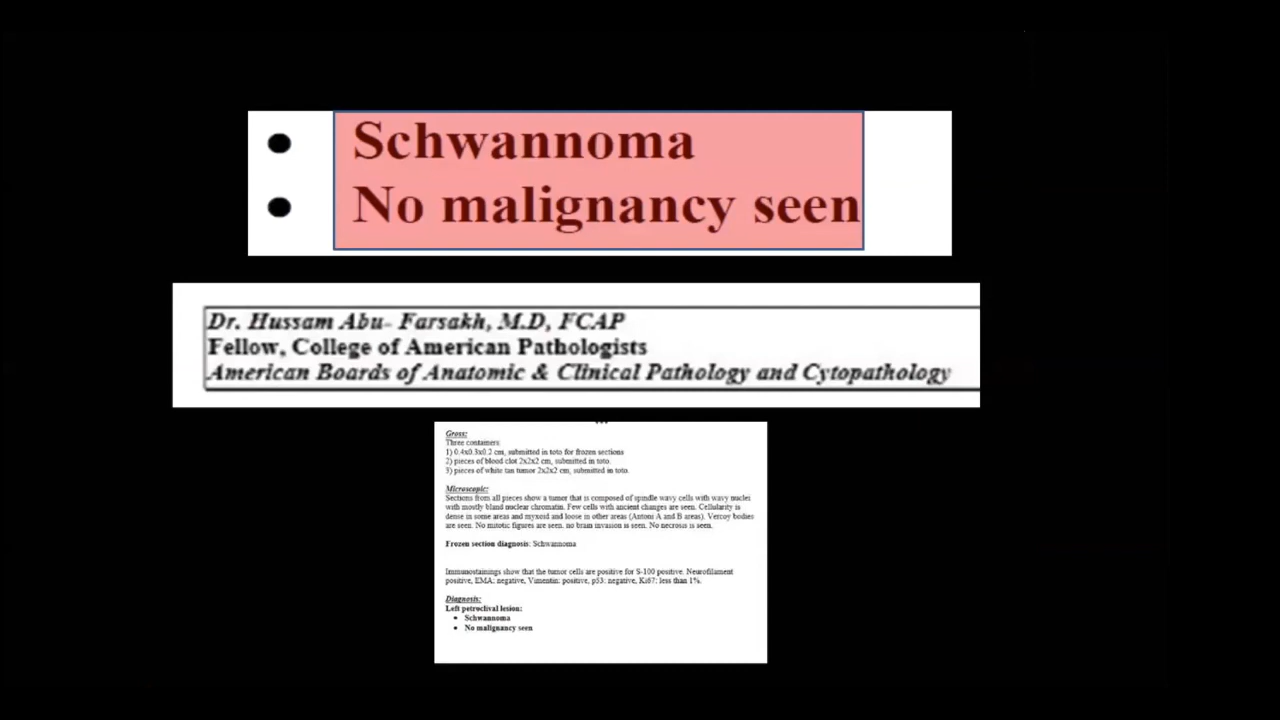 • Schwannoma
• No malignancy seen
Dr. Hussam Abu- Farsakh, M.D, FCAP
Fellow, College of American Pathologists
American Boards of Anatomic & Clinical Pathology and Cytopathology
Gross:
Three containers
1) 0.4x0.3x0.2 cm, submitted in toto for frozen sections
2) pieces of blood clot 2x2x2 cm, submitted in toto.
3) pieces of white tan tumor 2x2x2 cm, submitted in toto.
Microscopic:
Sections from all pieces show a tumor that is composed of spindle wavy cells with wavy nuclei
with mostly bland nuclear chromatin. Few cells with ancient changes are seen. Cellularity is
dense in some areas and myxoid and loose in other areas (Antons A and B areas). Vercoy bodies
are seen. No mitotic figures are seen, no brain invasion is seen. No necrosis is seen.
Frozen section diagnosis: Schwannoma
Immunostainings show that the tumor cells are positive for S-100 positive. Neurofilament
positive, EMA: negative, Vimentin: positive, p53: negative, Ki67: less than 1%.
Diagnosis:
Left petroclival lesion:
• Schwannoma
• No malignancy seen